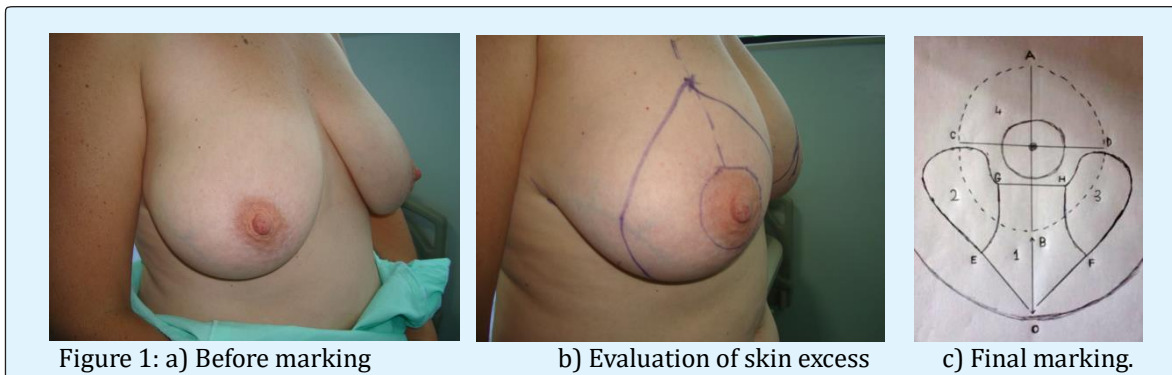 A
4
C
D
G
H
2
3
B
E
1
F
O
Figure 1: a) Before marking b) Evaluation of skin excess c) Final marking.